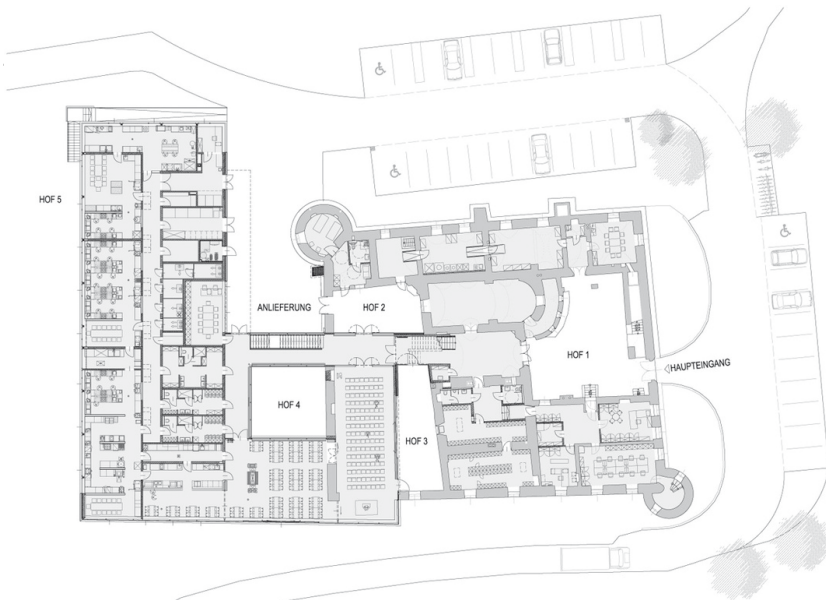 HOF 5
ANLIEFERUNG
HOF 2
HOF 1
HAUPTEINGANG
HOF 4
HOF 3